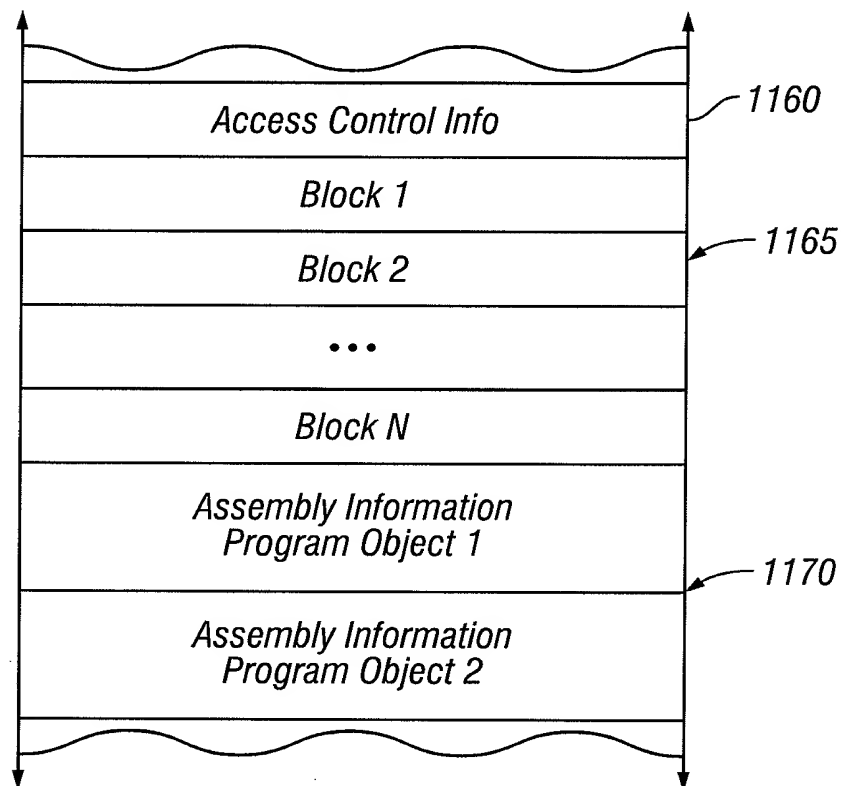 Access Control Info
1160
Block 1
Block 2
1165
...
Block N
Assembly Information
Program Object 1
1170
Assembly Information
Program Object 2